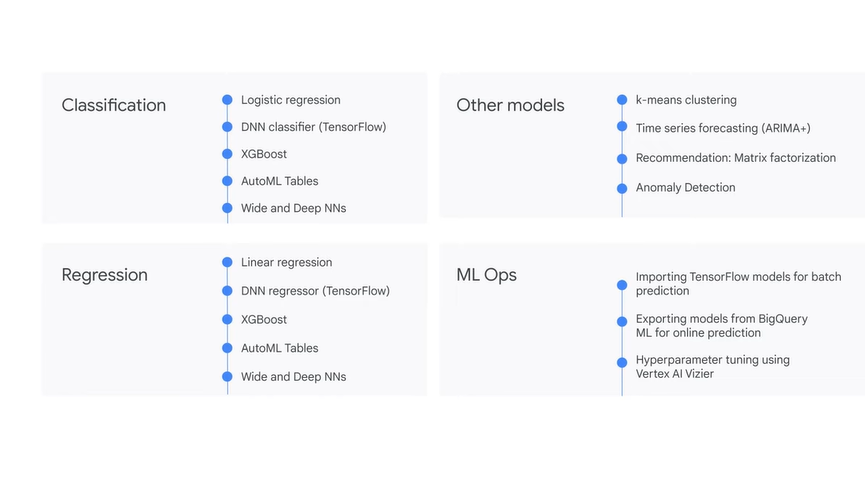 Classification
Logistic regression
DNN classifier (TensorFlow)
XGBoost
AutoML Tables
Wide and Deep NNs
Other models
k-means clustering
Time series forecasting (ARIMA+)
Recommendation: Matrix factorization
Anomaly Detection
Regression
Linear regression
DNN regressor (TensorFlow)
XGBoost
AutoML Tables
Wide and Deep NNs
ML Ops
Importing TensorFlow models for batch
prediction
Exporting models from BigQuery
ML for online prediction
Hyperparameter tuning using
Vertex AI Vizier